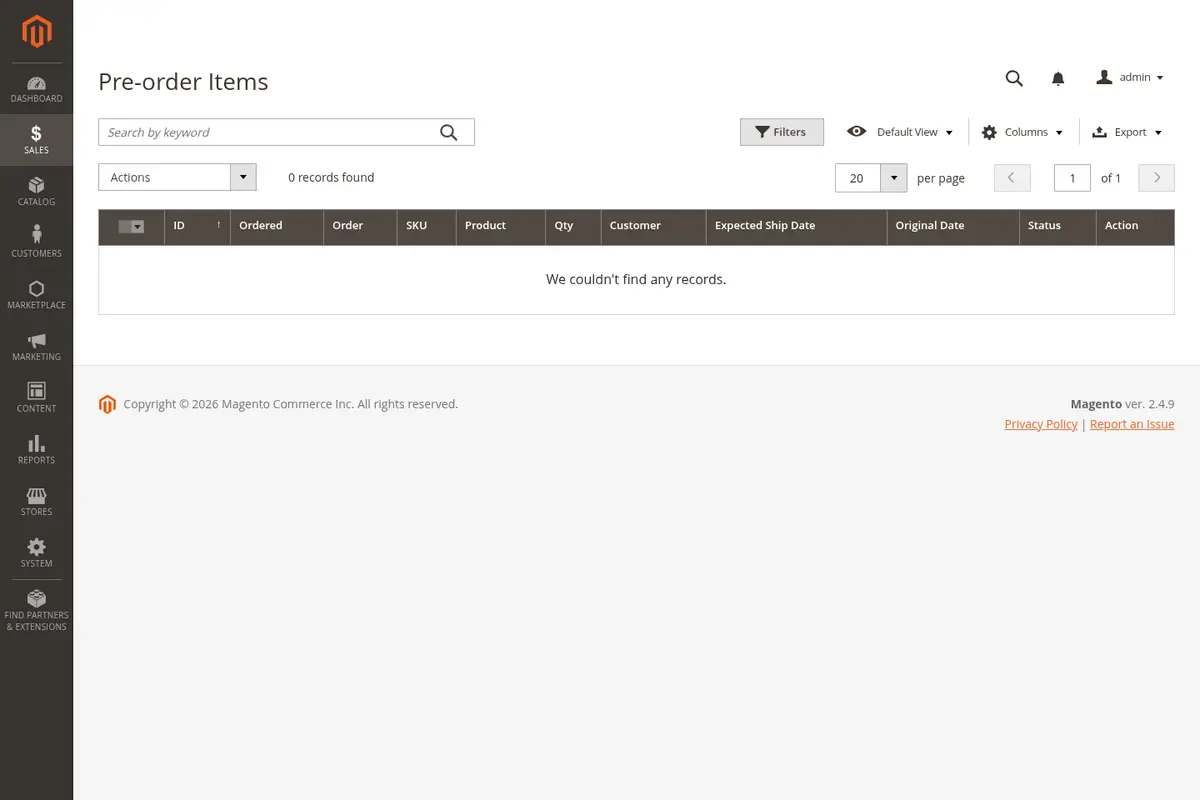 Pre-order Items
admin
DASHBOARD
SALES
CATALOG
CUSTOMERS
MARKETPLACE
MARKETING
CONTENT
REPORTS
STORES
SYSTEM
FIND PARTNERS
& EXTENSIONS
Search by keyword
Filters
Default View
Columns
Export
Actions
0 records found
20
per page
1
of 1
ID ↑ Ordered Order SKU Product Qty Customer Expected Ship Date Original Date Status Action
We couldn't find any records.
Copyright © 2026 Magento Commerce Inc. All rights reserved.
Magento ver. 2.4.9
Privacy Policy | Report an Issue